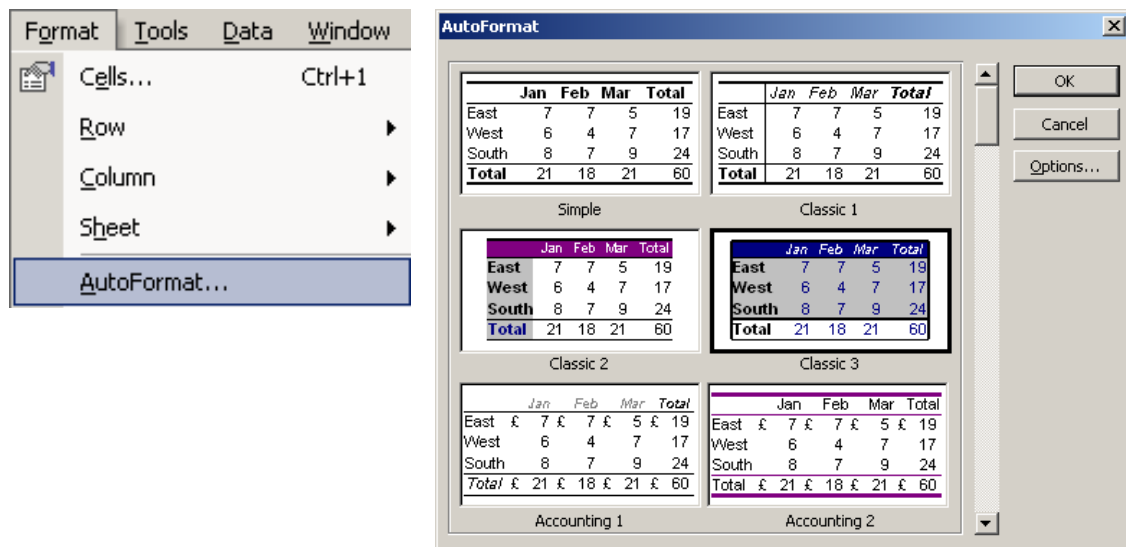 Format Tools Data Window
Cells... Ctrl+1
Row
Column
Sheet
AutoFormat...
AutoFormat
Jan Feb Mar Total
East 7 7 5 19
West 6 4 7 17
South 8 7 9 24
Total 21 18 21 60
Simple
Jan Feb Mar Total
East 7 7 5 19
West 6 4 7 17
South 8 7 9 24
Total 21 18 21 60
Classic 1
Jan Feb Mar Total
East 7 7 5 19
West 6 4 7 17
South 8 7 9 24
Total 21 18 21 60
Classic 2
Jan Feb Mar Total
East 7 7 5 19
West 6 4 7 17
South 8 7 9 24
Total 21 18 21 60
Classic 3
Jan Feb Mar Total
East £ 7 £ 7 £ 5 £ 19
West 6 4 7 17
South 8 7 9 24
Total £ 21 £ 18 £ 21 £ 60
Accounting 1
Jan Feb Mar Total
East £ 7 £ 7 £ 5 £ 19
West 6 4 7 17
South 8 7 9 24
Total £ 21 £ 18 £ 21 £ 60
Accounting 2
OK
Cancel
Options...